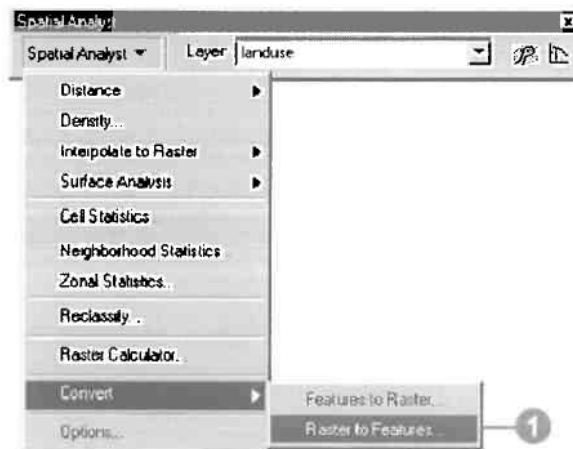 Spatial Analyst
Spatial Analyst Layer landuse
Distance
Density...
Interpolate to Raster
Surface Analysis
Cell Statistics
Neighborhood Statistics
Zonal Statistics...
Reclassify...
Raster Calculator...
Convert
Features to Raster...
Raster to Features... 1
Options...